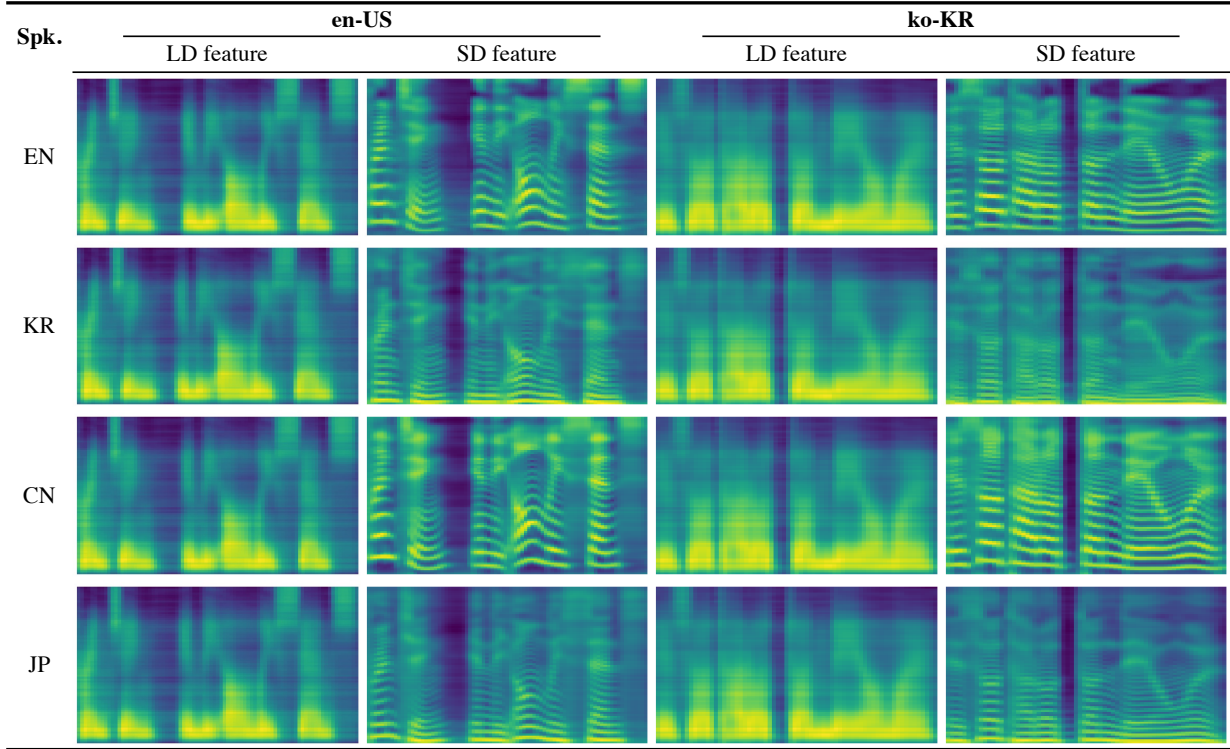 Spk.
en-US
ko-KR
LD feature
SD feature
LD feature
SD feature
EN
KR
CN
JP